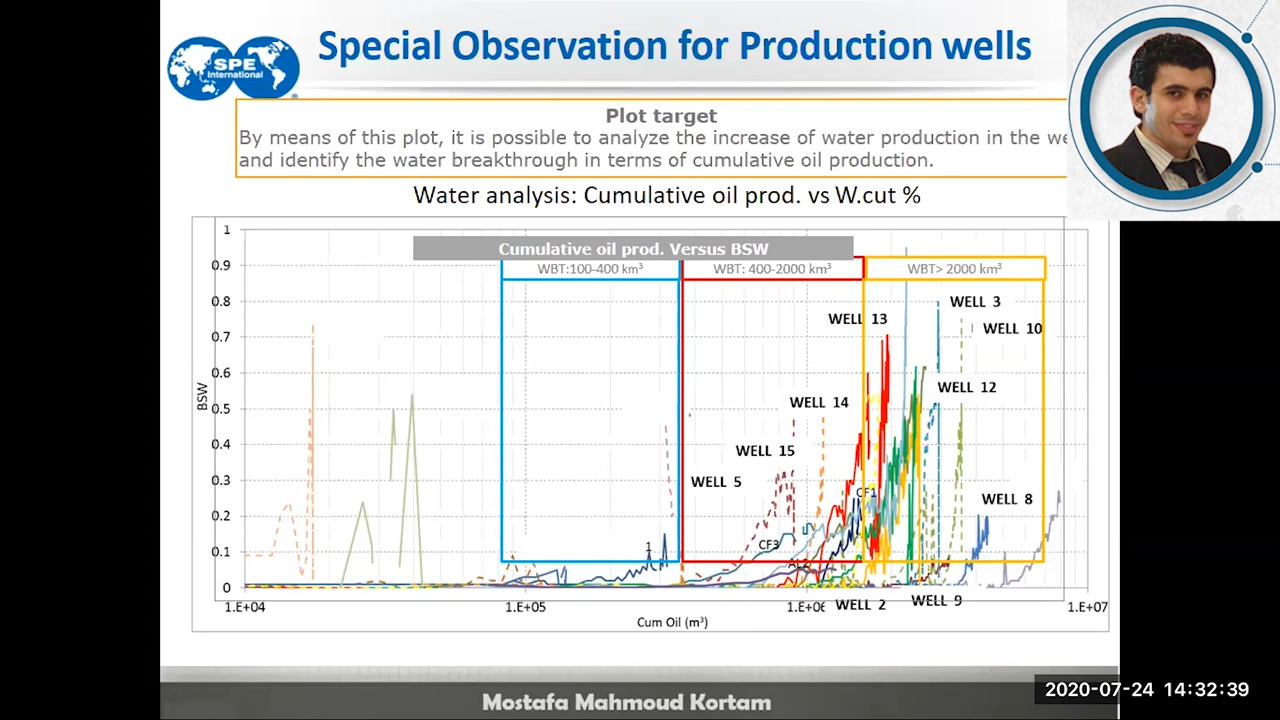 Special Observation for Production wells
SPE
International
Plot target
By means of this plot, it is possible to analyze the increase of water production in the
and identify the water breakthrough in terms of cumulative oil production.
Water analysis: Cumulative oil prod. vs W.cut %
Cumulative oil prod. Versus BSW
WBT:100-400 km³
WBT: 400-2000 km³
WBT> 2000 km³
1
0.9
0.8
0.7
0.6
0.5
0.4
0.3
0.2
0.1
0
BSW
WELL 3
WELL 13
WELL 10
WELL 12
WELL 14
WELL 15
WELL 5
CF1
WELL 8
CF3
1
WELL 2
WELL 9
1.E+04
1.E+05
1.E+0
1.E+07
Cum Oil (m³)
Mostafa Mahmoud Kortam
2020-07-24 14:32:39